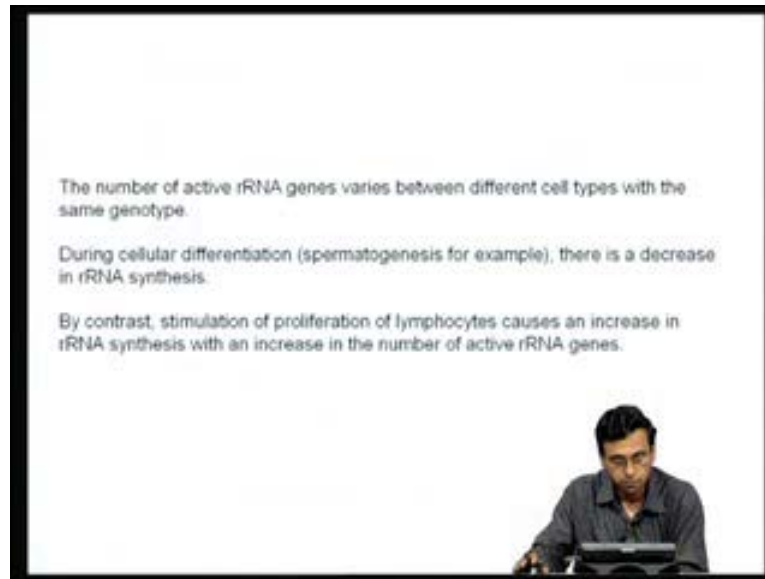 The number of active rRNA genes varies between different cell types with the
same genotype.
During cellular differentiation (spermatogenesis for example), there is a decrease
in rRNA synthesis.
By contrast, stimulation of proliferation of lymphocytes causes an increase in
rRNA synthesis with an increase in the number of active rRNA genes.